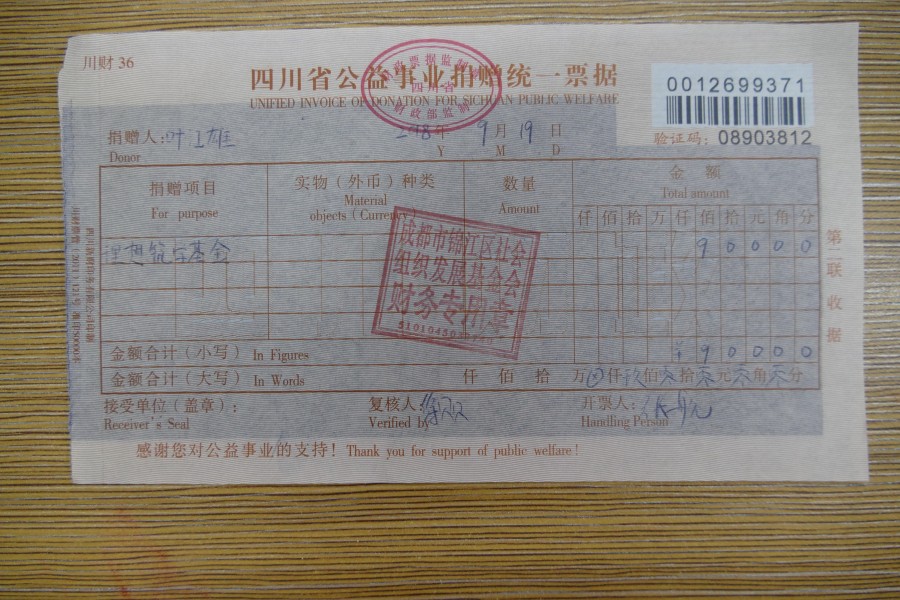 川财 36
四川省公益事业捐赠统一票据
UNIFIED INVOICE OF DONATION FOR SICHUAN PUBLIC WELFARE
0012699371
验证码：08903812
捐赠人：叶江雄
Donor
2018年 9月 19日
Y M D
捐赠项目 实物（外币）种类 数量 金额
For purpose Material objects (Currency) Amount Total amount
仟 佰 拾 万 仟 佰 拾 元 角 分
理想筑家基金 9 0 0 0 0
成都市锦江区社会
组织发展基金会
财务专用章
金额合计（小写） In Figures ¥ 9 0 0 0 0
金额合计（大写） In Words 仟 佰 拾 万 仟 玖 佰 零 拾 零 元 零 角 零 分
接受单位（盖章）： 复核人： 开票人：
Receiver's Seal Verified by Handling Person
感谢您对公益事业的支持！ Thank you for support of public welfare!
第二联 收据